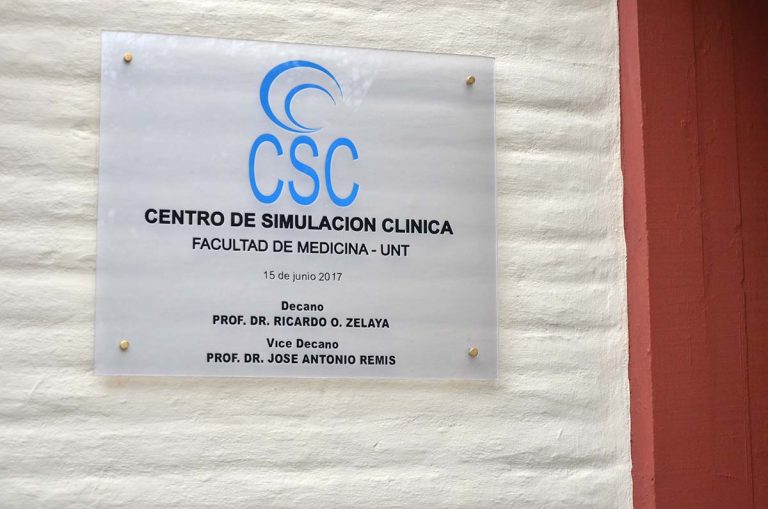 CSC
CENTRO DE SIMULACION CLINICA
FACULTAD DE MEDICINA - UNT
15 de junio 2017
Decano
PROF. DR. RICARDO O. ZELAYA
Vice Decano
PROF. DR. JOSE ANTONIO REMIS